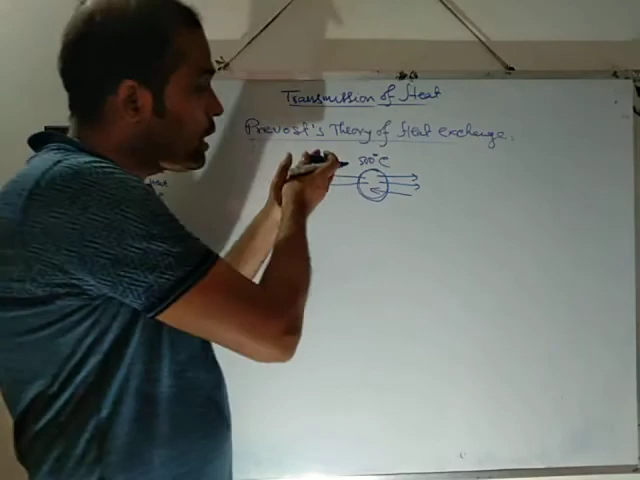 Transmission of Heat
Prevost's Theory of Heat exchange.
500°C